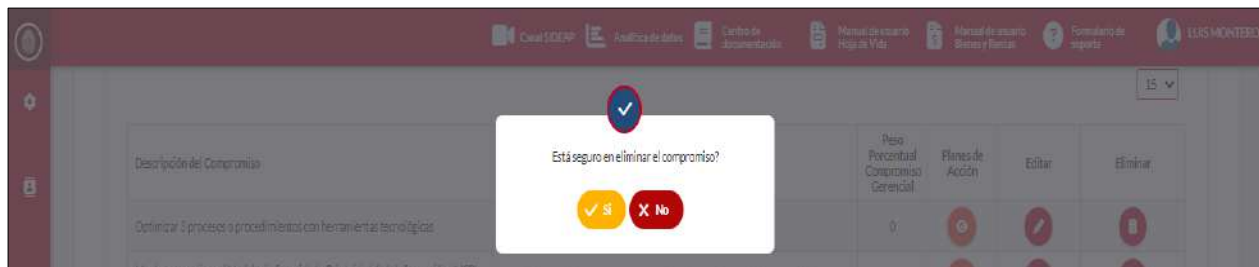 Canal SIDEAP
Analítica de datos
Centro de
documentación
Manual de usuario
Hoja de Vida
Manual de usuario
Bienes y Rentas
Formulario de
soporte
LUIS MONTERO
15
Está seguro en eliminar el compromiso?
Sí
No
Descripción del Compromiso
Peso
Porcentual
Compromiso
Gerencial
Planes de
Acción
Editar
Eliminar
Optimizar 2 procesos o procedimientos con herramientas tecnológicas
0